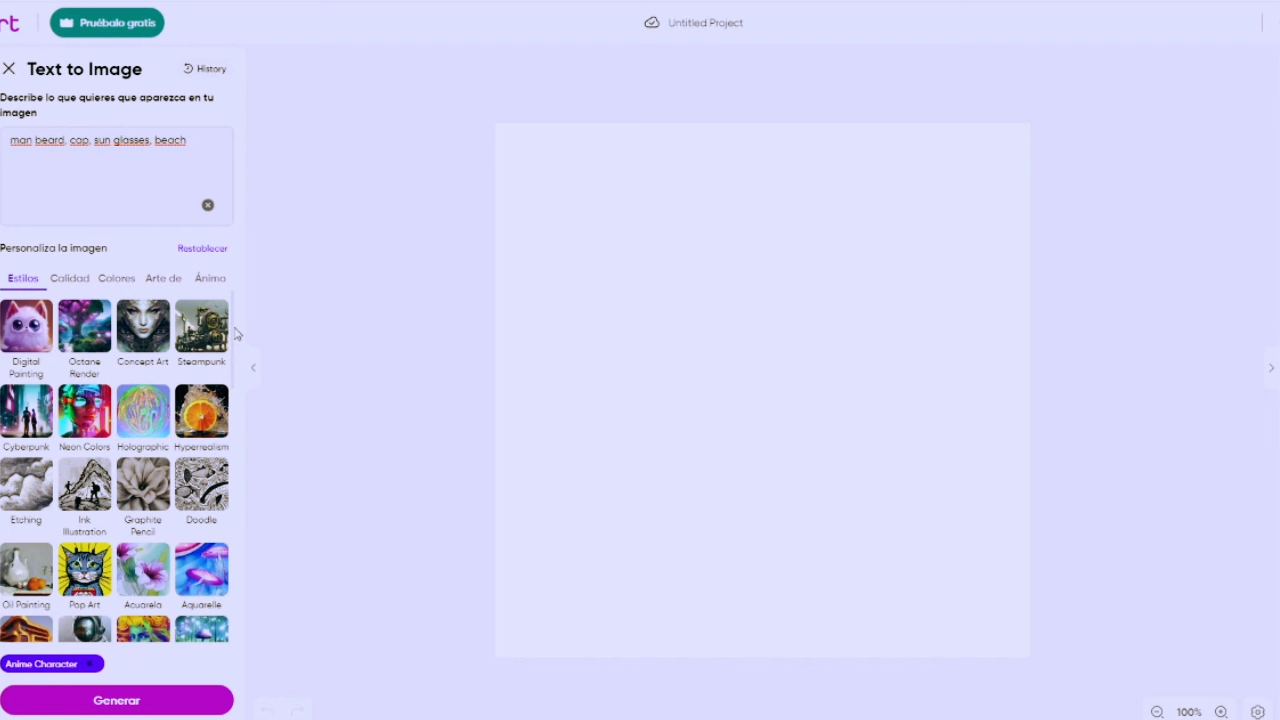 rt
Pruébalo gratis
Untitled Project
Text to Image
History
Describe lo que quieres que aparezca en tu
imagen
man beard, cap, sun glasses, beach
Personaliza la imagen
Restablecer
Estilos Calidad Colores Arte de Ánimo
Digital
Painting
Octane
Render
Concept Art
Steampunk
Cyberpunk
Neon Colors
Holographic
Hyperrealism
Etching
Ink
Illustration
Graphite
Pencil
Doodle
Oil Painting
Pop Art
Acuarela
Aquarelle
Anime Character
Generar
100%